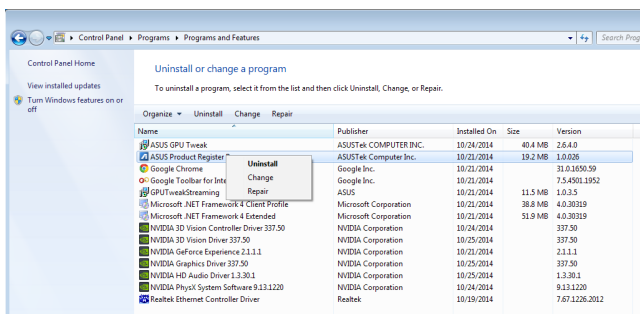 Control Panel ▸ Programs ▸ Programs and Features
Search Prog
Control Panel Home
View installed updates
Turn Windows features on or
off
Uninstall or change a program
To uninstall a program, select it from the list and then click Uninstall, Change, or Repair.
Organize Uninstall Change Repair
Name Publisher Installed On Size Version
ASUS GPU Tweak ASUSTek COMPUTER INC. 10/24/2014 40.4 MB 2.6.4.0
ASUS Product Register ASUSTek Computer Inc. 10/21/2014 19.2 MB 1.0.026
Google Chrome Google Inc. 10/21/2014 31.0.1650.59
Google Toolbar for Inte Google Inc. 10/21/2014 7.5.4501.1952
GPUTweakStreaming ASUS 10/21/2014 11.5 MB 1.0.3.5
Microsoft .NET Framework 4 Client Profile Microsoft Corporation 10/21/2014 38.8 MB 4.0.30319
Microsoft .NET Framework 4 Extended Microsoft Corporation 10/21/2014 51.9 MB 4.0.30319
NVIDIA 3D Vision Controller Driver 337.50 NVIDIA Corporation 10/24/2014 337.50
NVIDIA 3D Vision Driver 337.50 NVIDIA Corporation 10/25/2014 337.50
NVIDIA GeForce Experience 2.1.1.1 NVIDIA Corporation 10/21/2014 2.1.1.1
NVIDIA Graphics Driver 337.50 NVIDIA Corporation 10/25/2014 337.50
NVIDIA HD Audio Driver 1.3.30.1 NVIDIA Corporation 10/25/2014 1.3.30.1
NVIDIA PhysX System Software 9.13.1220 NVIDIA Corporation 10/24/2014 9.13.1220
Realtek Ethernet Controller Driver Realtek 10/19/2014 7.67.1226.2012
Uninstall
Change
Repair